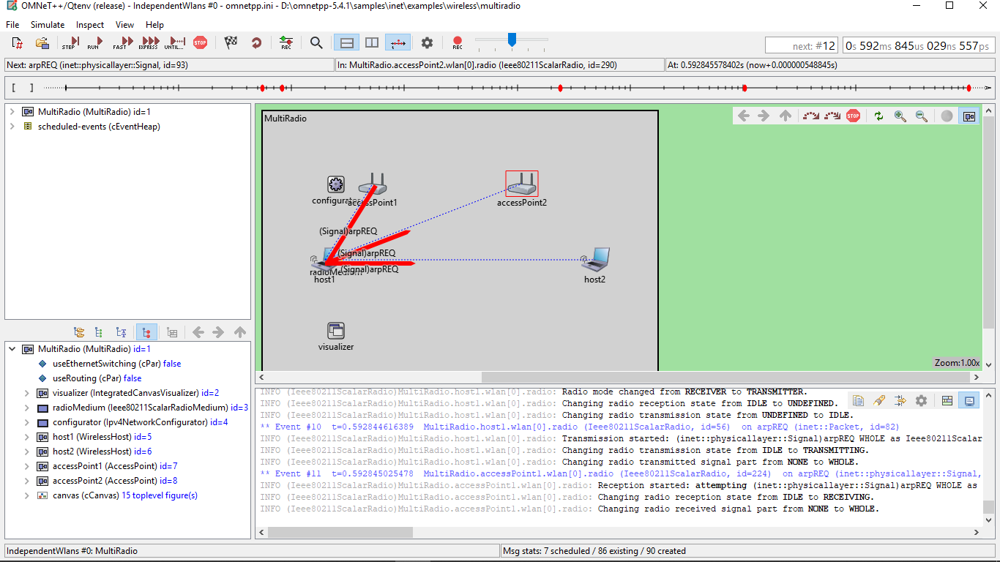 OMNeT++/Qtenv (release) - IndependentWlans #0 - omnetpp.ini - D:\omnetpp-5.4.1\samples\inet\examples\wireless\multiradio
File Simulate Inspect View Help
STEP RUN FAST EXPRESS UNTIL... STOP REC REC next: #12 0s 592ms 845us 029ns 557ps
Next: arpREQ (inet::physicallayer::Signal, id=93) In: MultiRadio.accessPoint2.wlan[0].radio (Ieee80211ScalarRadio, id=290) At: 0.592845578402s (now+0.000000548845s)
[ ]
MultiRadio (MultiRadio) id=1
scheduled-events (cEventHeap)
MultiRadio (MultiRadio) id=1
useEthernetSwitching (cPar) false
useRouting (cPar) false
visualizer (IntegratedCanvasVisualizer) id=2
radioMedium (Ieee80211ScalarRadioMedium) id=3
configurator (Ipv4NetworkConfigurator) id=4
host1 (WirelessHost) id=5
host2 (WirelessHost) id=6
accessPoint1 (AccessPoint) id=7
accessPoint2 (AccessPoint) id=8
canvas (cCanvas) 15 toplevel figure(s)
MultiRadio
STOP
configurator accessPoint1 accessPoint2
(Signal)arpREQ
(Signal)arpREQ
(Signal)arpREQ
radioMedium
host1 host2
visualizer
Zoom:1.00x
INFO (Ieee80211ScalarRadio)MultiRadio.host1.wlan[0].radio: Radio mode changed from RECEIVER to TRANSMITTER.
INFO (Ieee80211ScalarRadio)MultiRadio.host1.wlan[0].radio: Changing radio reception state from IDLE to UNDEFINED.
INFO (Ieee80211ScalarRadio)MultiRadio.host1.wlan[0].radio: Changing radio transmission state from UNDEFINED to IDLE.
** Event #10 t=0.592844616389 MultiRadio.host1.wlan[0].radio (Ieee80211ScalarRadio, id=56) on arpREQ (inet::Packet, id=82)
INFO (Ieee80211ScalarRadio)MultiRadio.host1.wlan[0].radio: Transmission started: (inet::physicallayer::Signal)arpREQ WHOLE as Ieee80211Scalar
INFO (Ieee80211ScalarRadio)MultiRadio.host1.wlan[0].radio: Changing radio transmission state from IDLE to TRANSMITTING.
INFO (Ieee80211ScalarRadio)MultiRadio.host1.wlan[0].radio: Changing radio transmitted signal part from NONE to WHOLE.
** Event #11 t=0.592845025478 MultiRadio.accessPoint1.wlan[0].radio (Ieee80211ScalarRadio, id=224) on arpREQ (inet::physicallayer::Signal,
INFO (Ieee80211ScalarRadio)MultiRadio.accessPoint1.wlan[0].radio: Reception started: attempting (inet::physicallayer::Signal)arpREQ WHOLE as
INFO (Ieee80211ScalarRadio)MultiRadio.accessPoint1.wlan[0].radio: Changing radio reception state from IDLE to RECEIVING.
INFO (Ieee80211ScalarRadio)MultiRadio.accessPoint1.wlan[0].radio: Changing radio received signal part from NONE to WHOLE.
IndependentWlans #0: MultiRadio Msg stats: 7 scheduled / 86 existing / 90 created